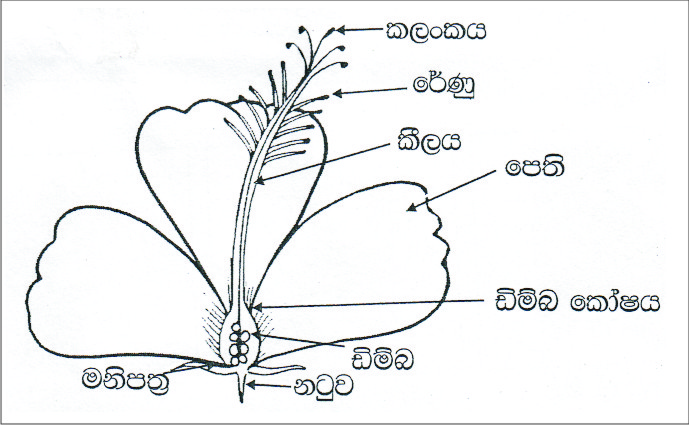 කලංකය
රේණු
කීලය
පෙති
ඩිම්බ කෝෂය
ඩිම්බ
මනිපත්‍ර
නටුව